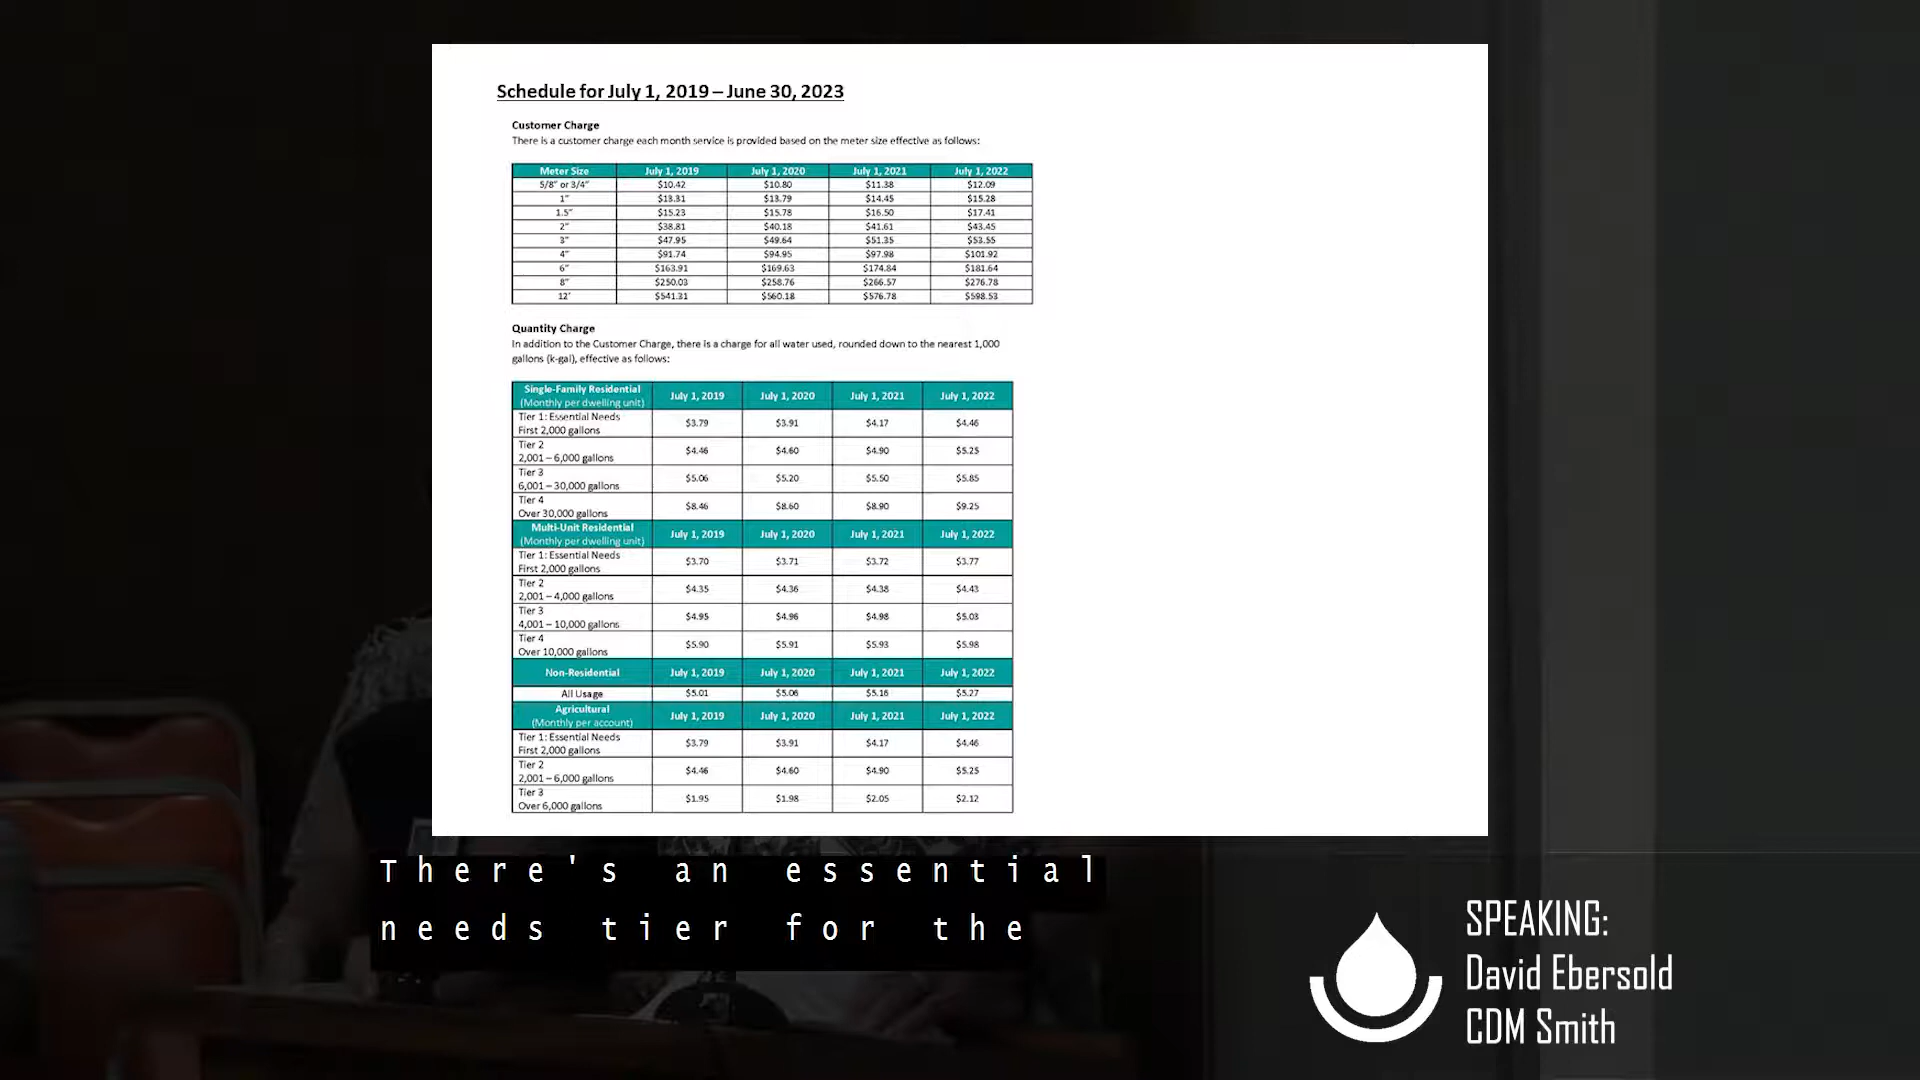 Schedule for July 1, 2019 – June 30, 2023
Customer Charge
There is a customer charge each month service is provided based on the meter size effective as follows:
Meter Size July 1, 2019 July 1, 2020 July 1, 2021 July 1, 2022
5/8" or 3/4" $10.42 $10.80 $11.38 $12.09
1" $13.31 $13.79 $14.45 $15.28
1.5" $15.23 $15.78 $16.50 $17.41
2" $38.81 $40.18 $41.61 $43.45
3" $47.95 $49.64 $51.35 $53.55
4" $91.74 $94.95 $97.98 $101.92
6" $163.91 $169.63 $174.84 $181.64
8" $250.03 $258.76 $266.57 $276.78
12' $541.31 $560.18 $576.78 $598.53
Quantity Charge
In addition to the Customer Charge, there is a charge for all water used, rounded down to the nearest 1,000
gallons (k-gal), effective as follows:
Single-Family Residential
(Monthly per dwelling unit) July 1, 2019 July 1, 2020 July 1, 2021 July 1, 2022
Tier 1: Essential Needs
First 2,000 gallons $3.79 $3.91 $4.17 $4.46
Tier 2
2,001 – 6,000 gallons $4.46 $4.60 $4.90 $5.25
Tier 3
6,001 – 30,000 gallons $5.06 $5.20 $5.50 $5.85
Tier 4
Over 30,000 gallons $8.46 $8.60 $8.90 $9.25
Multi-Unit Residential
(Monthly per dwelling unit) July 1, 2019 July 1, 2020 July 1, 2021 July 1, 2022
Tier 1: Essential Needs
First 2,000 gallons $3.70 $3.71 $3.72 $3.77
Tier 2
2,001 – 4,000 gallons $4.35 $4.36 $4.38 $4.43
Tier 3
4,001 – 10,000 gallons $4.95 $4.96 $4.98 $5.03
Tier 4
Over 10,000 gallons $5.90 $5.91 $5.93 $5.98
Non-Residential July 1, 2019 July 1, 2020 July 1, 2021 July 1, 2022
All Usage $5.01 $5.06 $5.16 $5.27
Agricultural
(Monthly per account) July 1, 2019 July 1, 2020 July 1, 2021 July 1, 2022
Tier 1: Essential Needs
First 2,000 gallons $3.79 $3.91 $4.17 $4.46
Tier 2
2,001 – 6,000 gallons $4.46 $4.60 $4.90 $5.25
Tier 3
Over 6,000 gallons $1.95 $1.98 $2.05 $2.12
There's an essential
needs tier for the
SPEAKING:
David Ebersold
CDM Smith